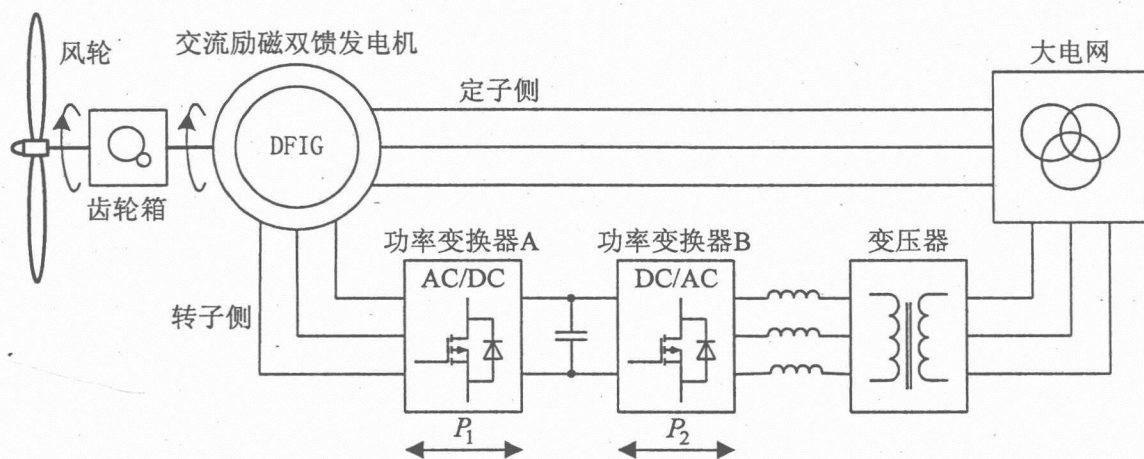 风轮
交流励磁双馈发电机
大电网
定子侧
DFIG
齿轮箱
功率变换器A
功率变换器B
变压器
AC/DC
DC/AC
转子侧
P₁
P₂